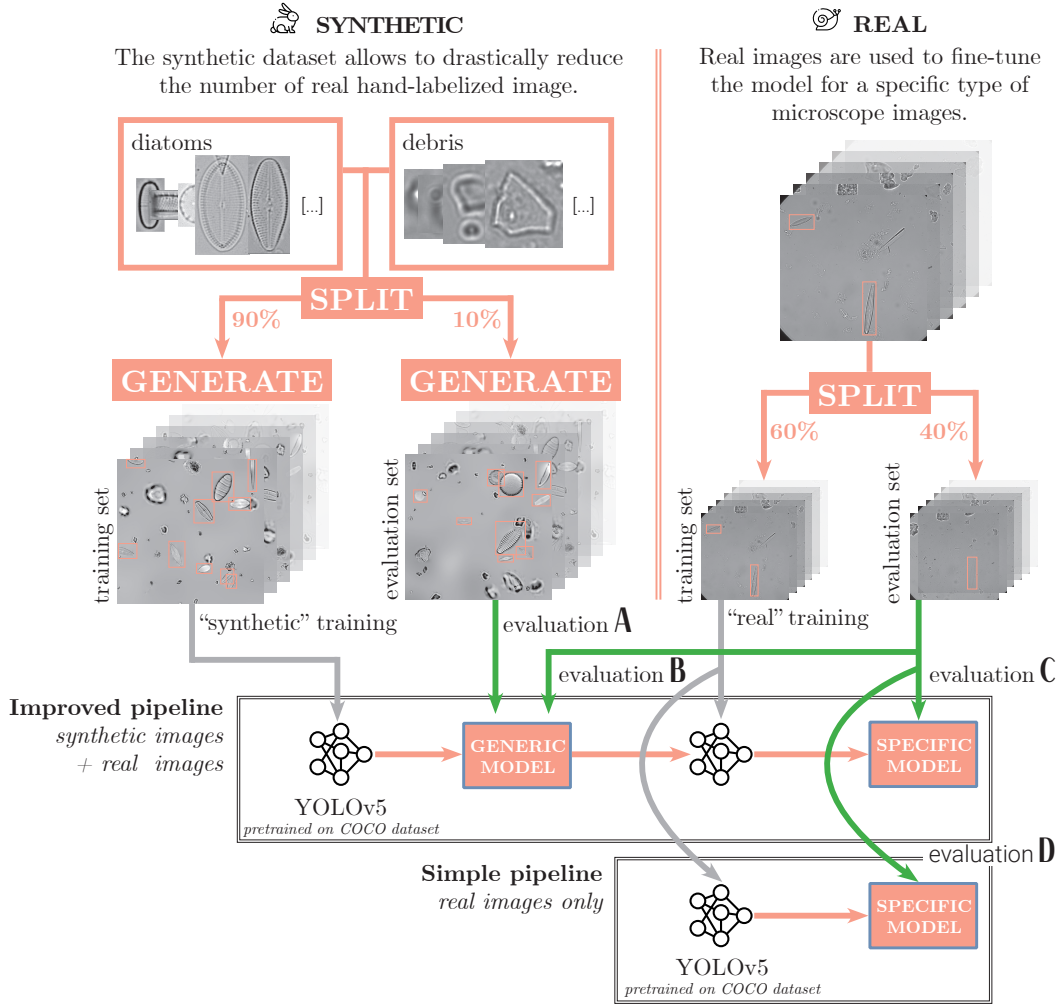 SYNTHETIC
The synthetic dataset allows to drastically reduce
the number of real hand-labelized image.
diatoms
[...]
debris
[...]
SPLIT
90%
10%
GENERATE
GENERATE
training set
evaluation set
REAL
Real images are used to fine-tune
the model for a specific type of
microscope images.
SPLIT
60%
40%
training set
evaluation set
"synthetic" training
evaluation A
"real" training
evaluation B
evaluation C
Improved pipeline
synthetic images
+ real images
GENERIC
MODEL
SPECIFIC
MODEL
YOLOv5
pretrained on COCO dataset
evaluation D
Simple pipeline
real images only
SPECIFIC
MODEL
YOLOv5
pretrained on COCO dataset